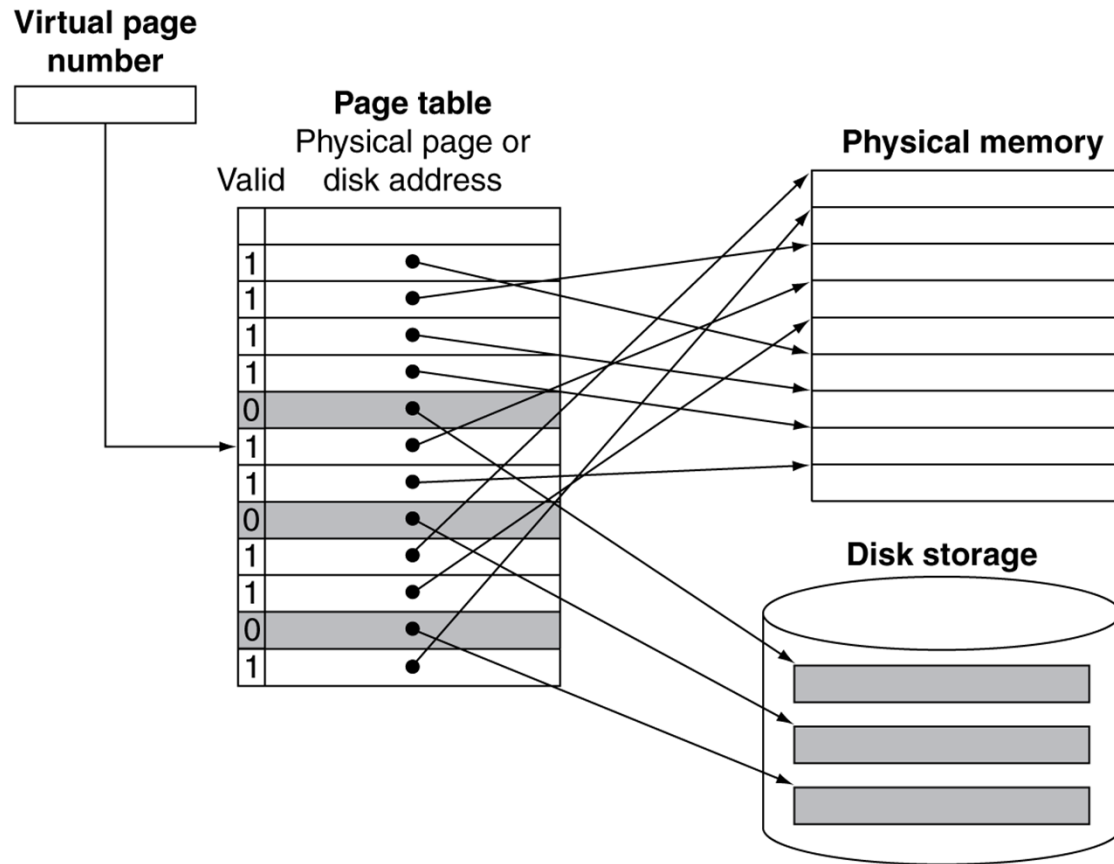 Virtual page
number
Page table
Physical page or
Valid disk address
Physical memory
1
1
1
1
0
1
1
0
1
1
0
1
Disk storage